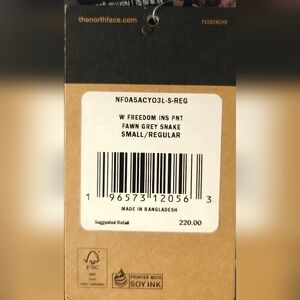 thenorthface.com
NF0A5ACYO3L-S-REG
W FREEDOM INS PNT
FAWN GREY SNAKE
SMALL/REGULAR
1 96573 12056 3
MADE IN BANGLADESH
Suggested Retail 220.00
FSC
PRINTED WITH
SOY INK